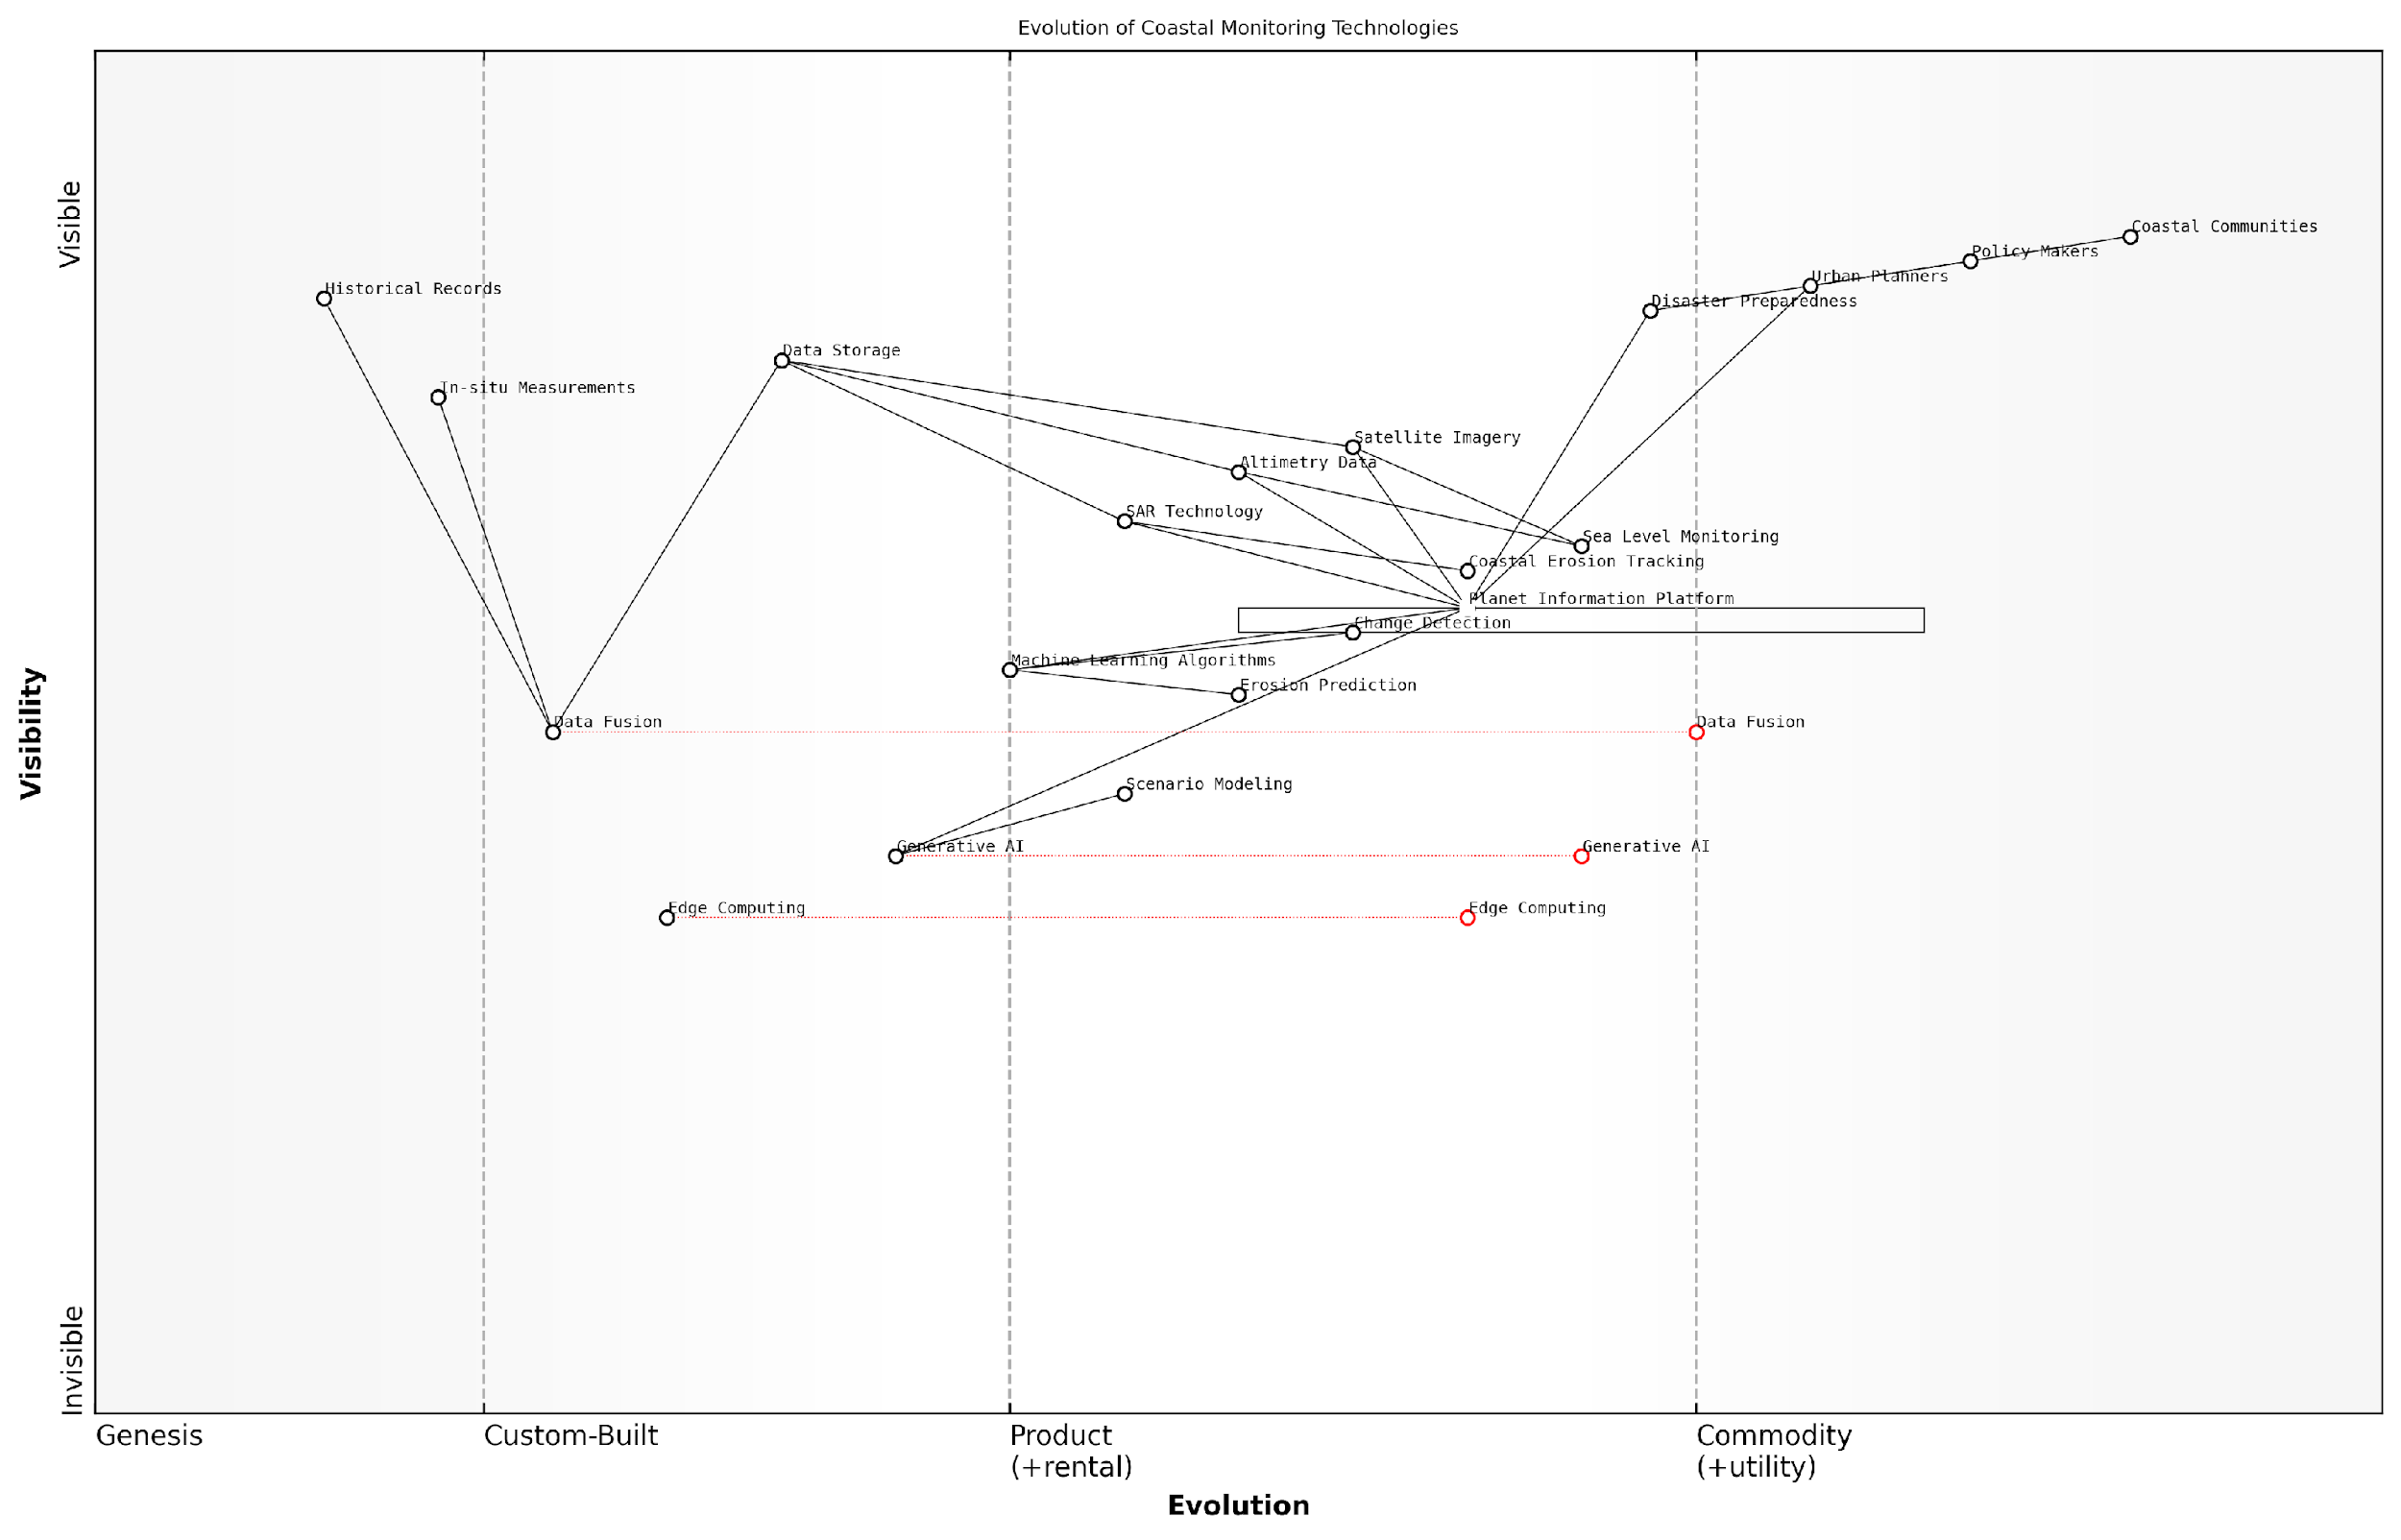 Evolution of Coastal Monitoring Technologies
Visible
Coastal Communities
Policy Makers
Urban Planners
Historical Records
Disaster Preparedness
Data Storage
In-situ Measurements
Satellite Imagery
Altimetry Data
SAR Technology
Sea Level Monitoring
Coastal Erosion Tracking
Planet Information Platform
Change Detection
Machine Learning Algorithms
Erosion Prediction
Visibility
Data Fusion
Data Fusion
Scenario Modeling
Generative AI
Generative AI
Edge Computing
Edge Computing
Invisible
Genesis
Custom-Built
Product
(+rental)
Commodity
(+utility)
Evolution